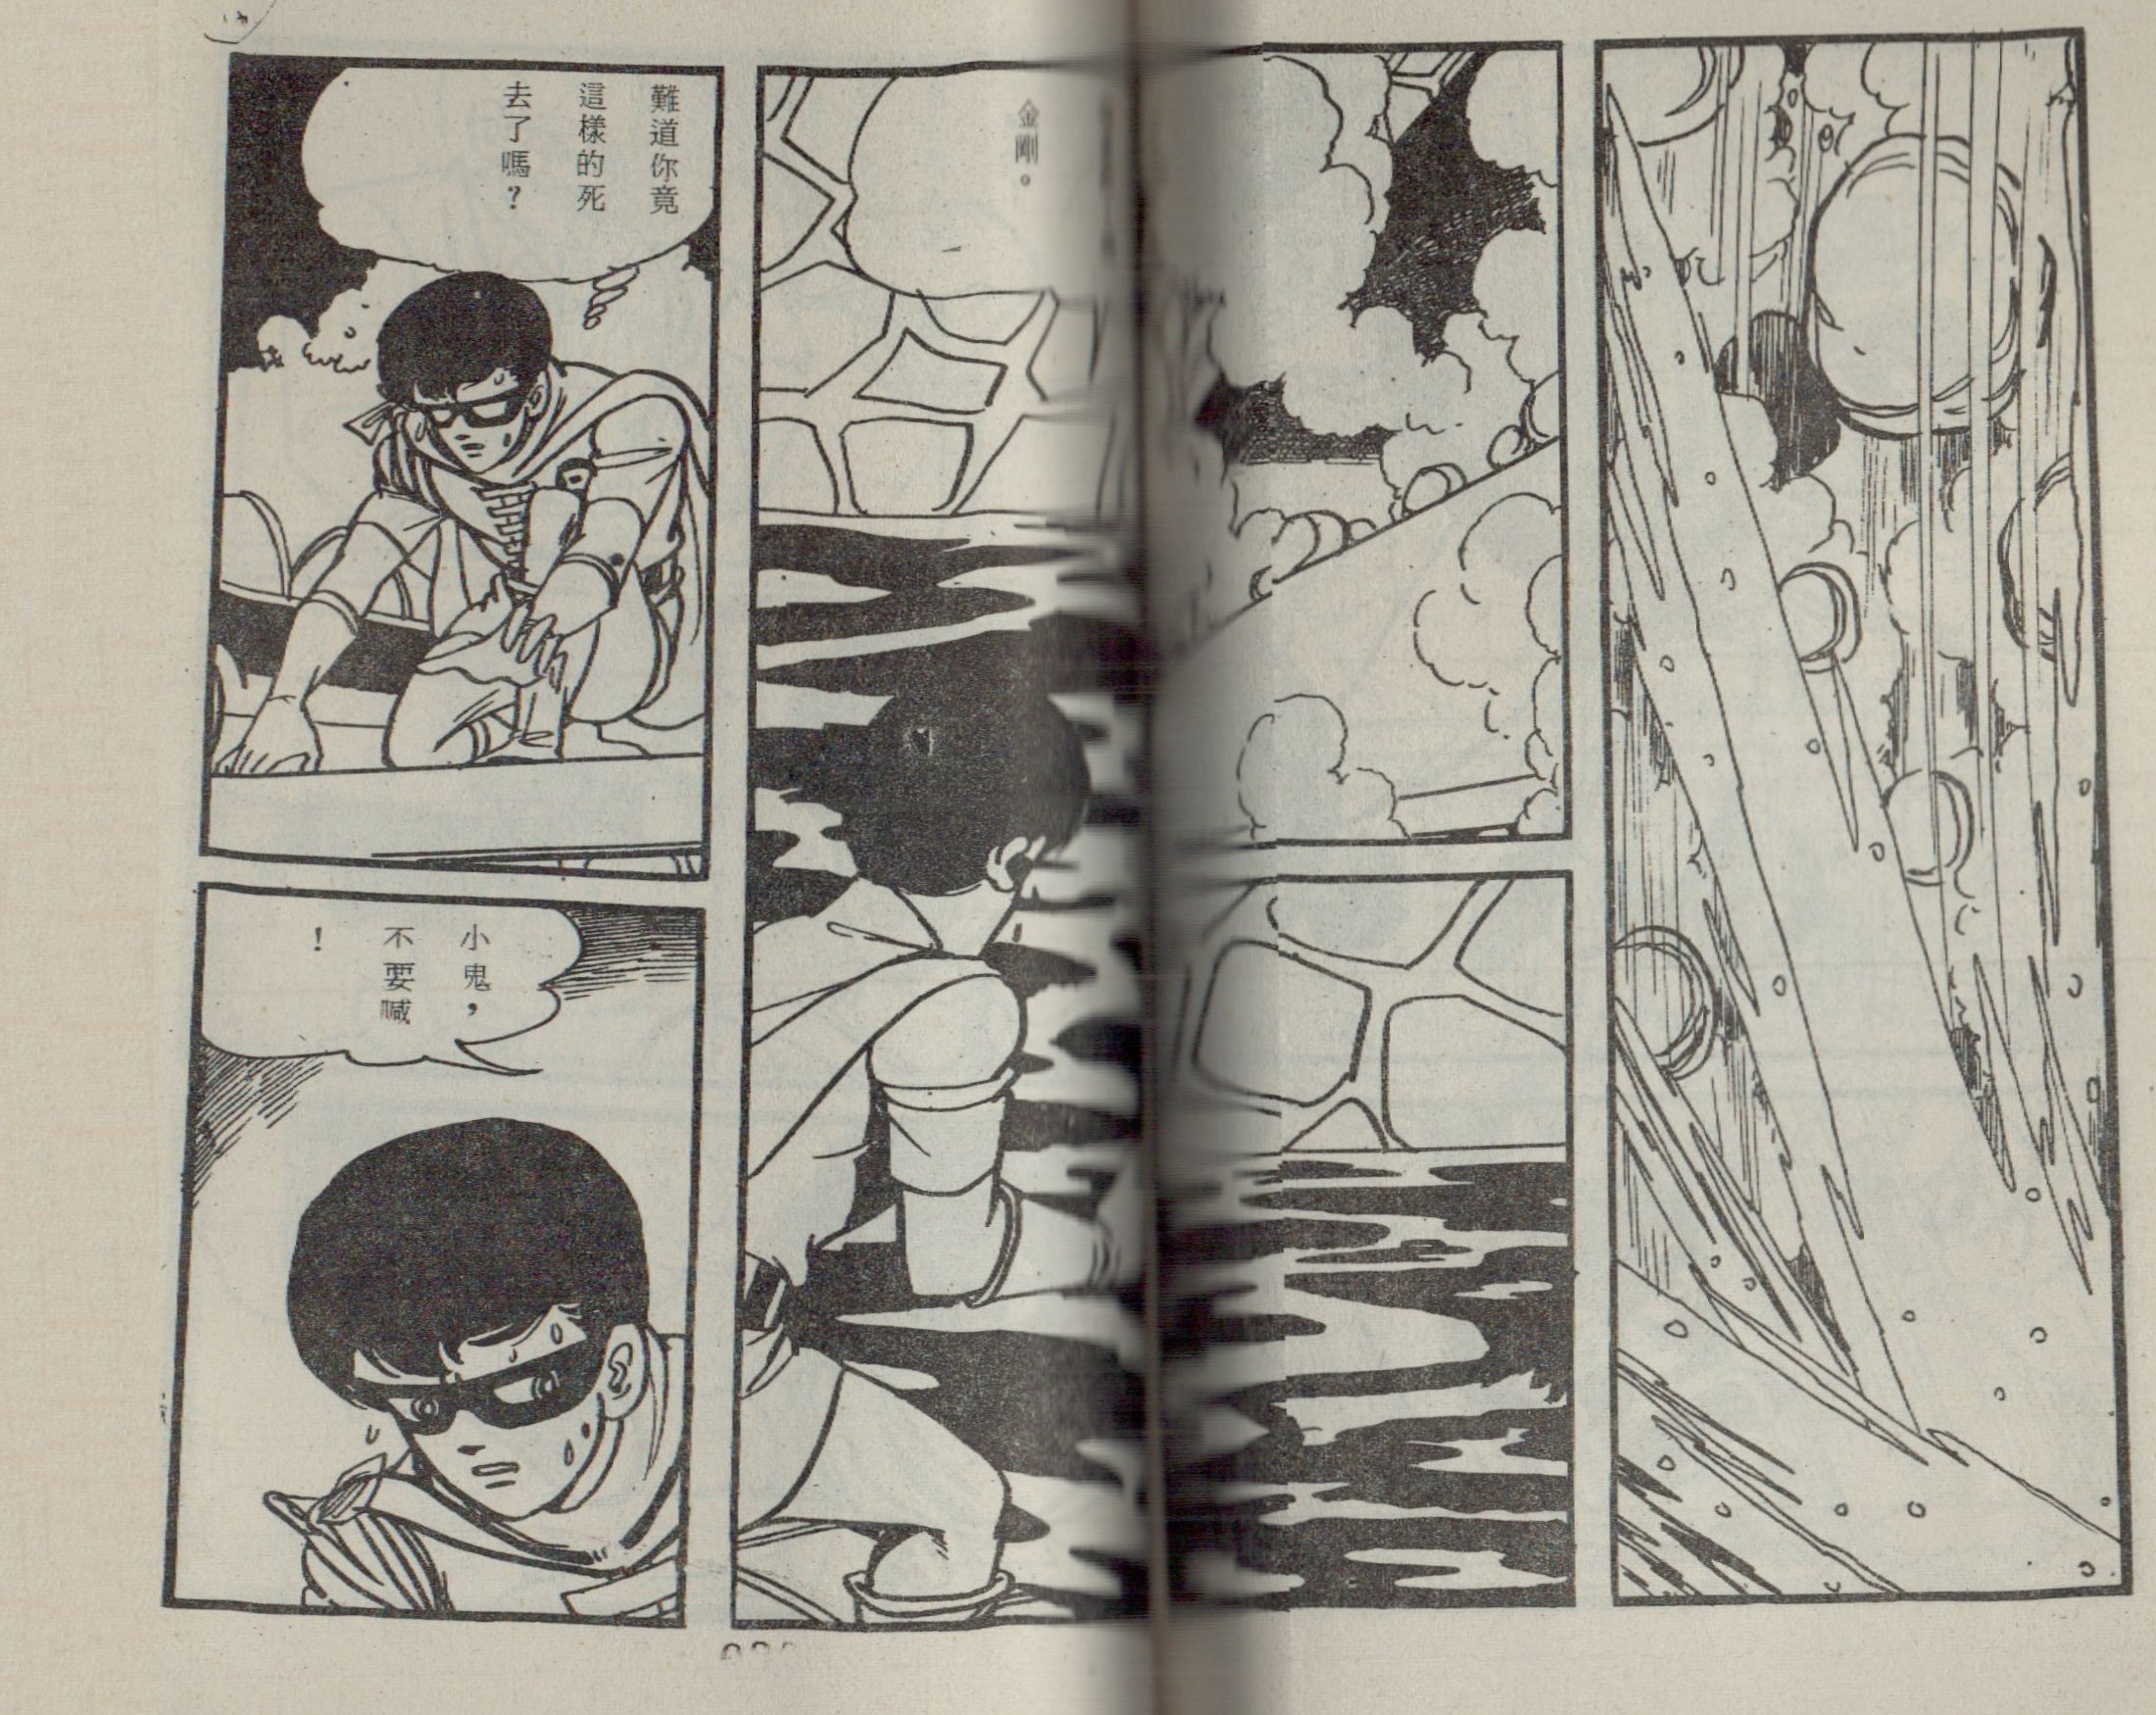 金剛。
難道你竟
這樣的死
去了嗎？
小鬼，
不要喊
！